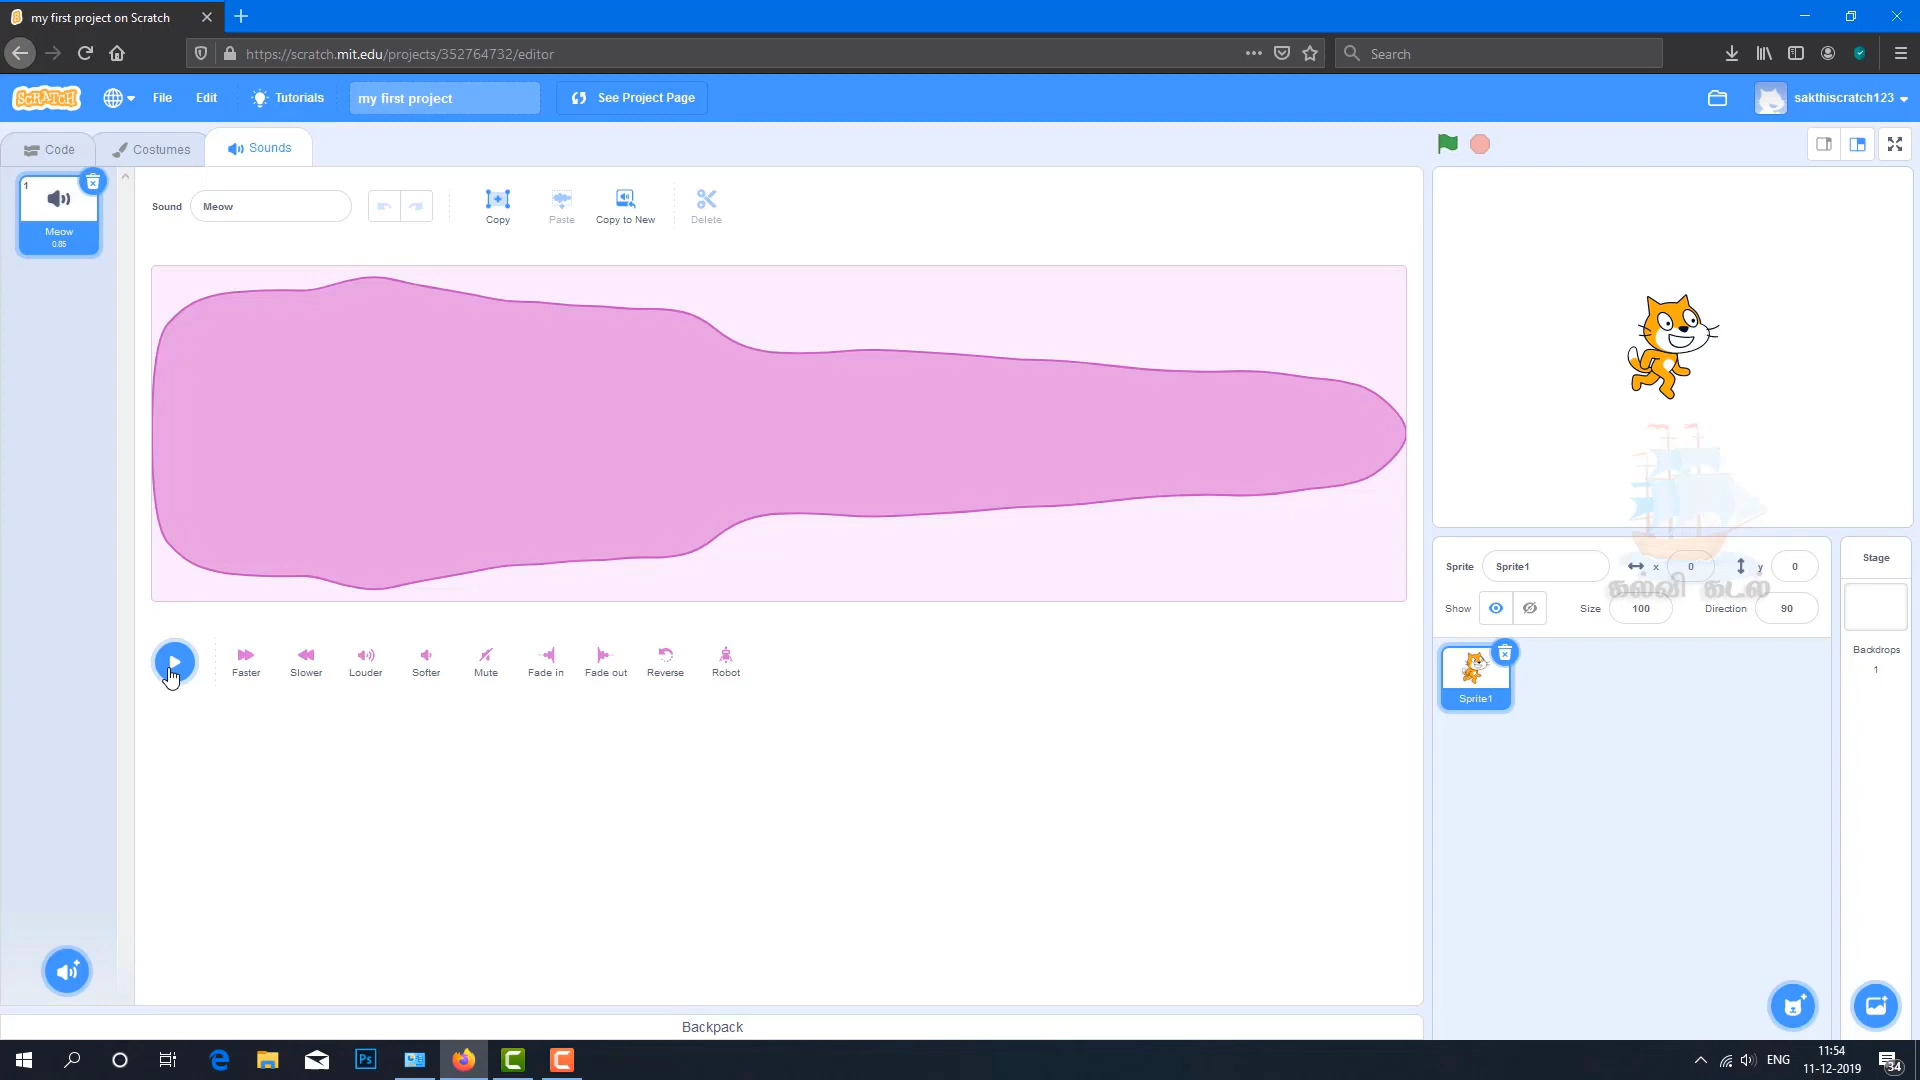 my first project on Scratch
https://scratch.mit.edu/projects/352764732/editor
Search
SCRATCH
File
Edit
Tutorials
my first project
See Project Page
sakthiscratch123
Code
Costumes
Sounds
1
Meow
0.85
Sound
Meow
Copy
Paste
Copy to New
Delete
Faster
Slower
Louder
Softer
Mute
Fade in
Fade out
Reverse
Robot
Sprite
Sprite1
x
0
y
0
கல்வி கடல்
Show
Size
100
Direction
90
Sprite1
Stage
Backdrops
1
Backpack
Ps
ENG
11:54
11-12-2019
34